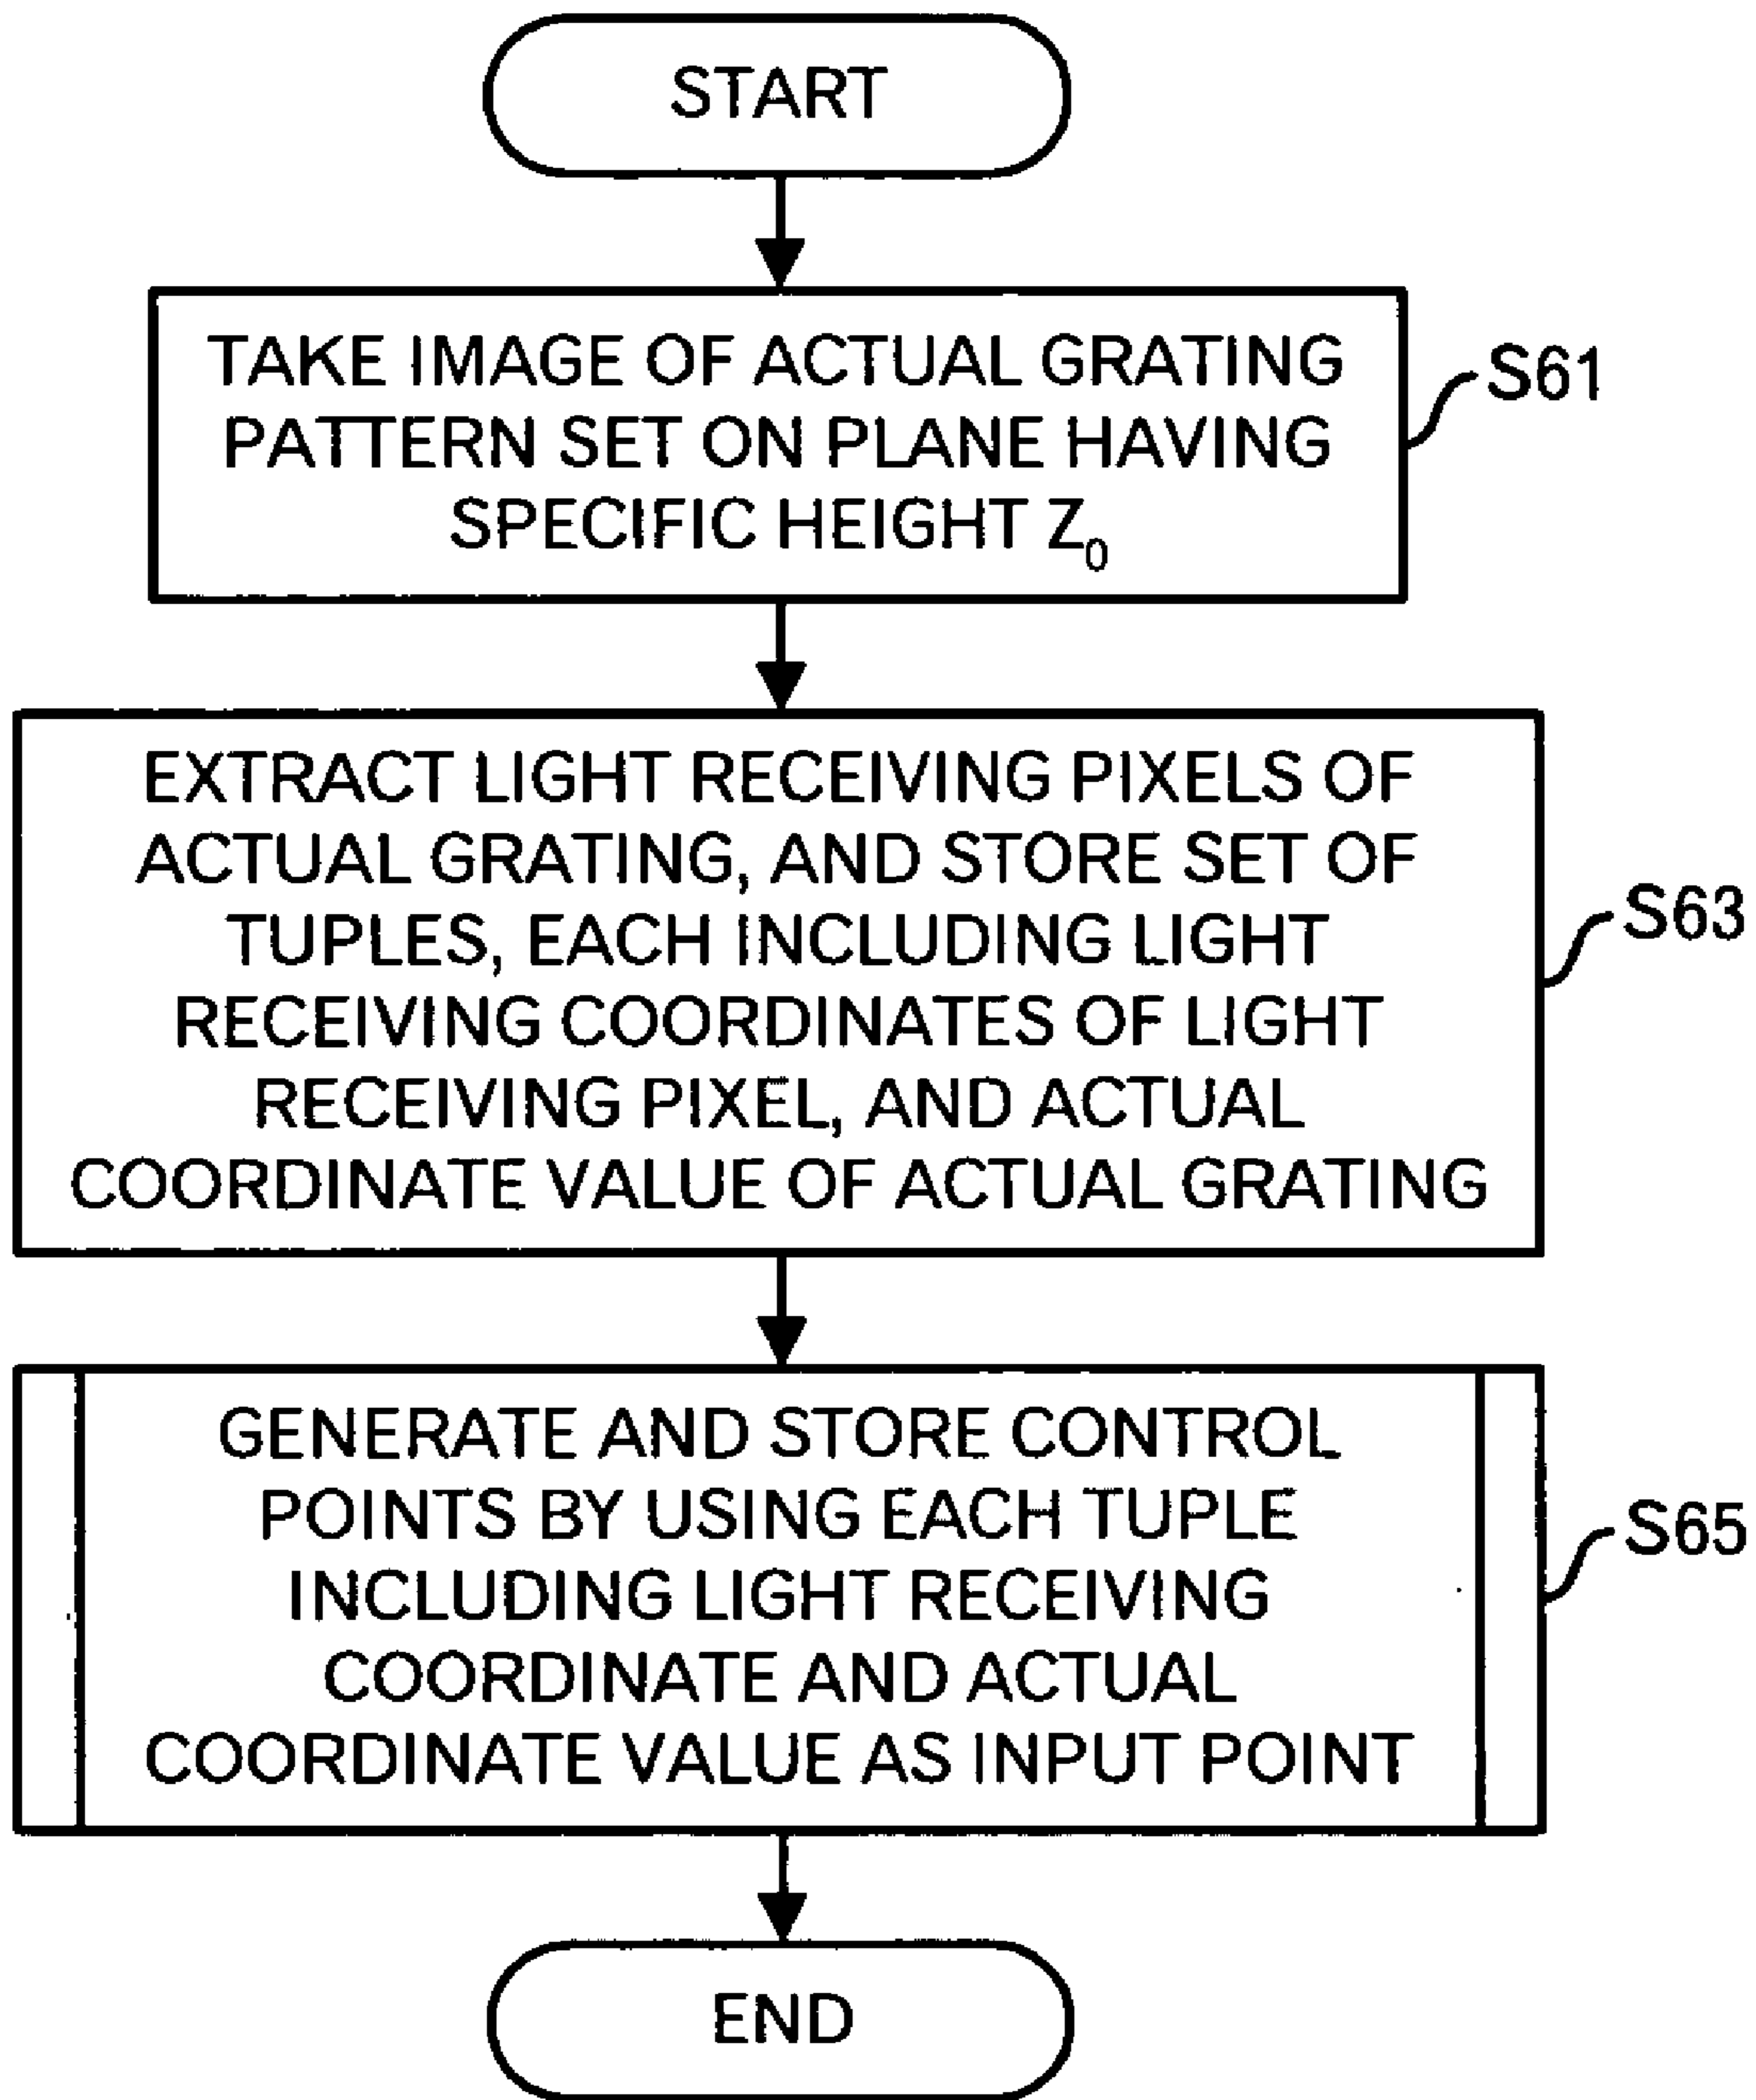 START
TAKE IMAGE OF ACTUAL GRATING
PATTERN SET ON PLANE HAVING
SPECIFIC HEIGHT Z₀
S61
EXTRACT LIGHT RECEIVING PIXELS OF
ACTUAL GRATING, AND STORE SET OF
TUPLES, EACH INCLUDING LIGHT
RECEIVING COORDINATES OF LIGHT
RECEIVING PIXEL, AND ACTUAL
COORDINATE VALUE OF ACTUAL GRATING
S63
GENERATE AND STORE CONTROL
POINTS BY USING EACH TUPLE
INCLUDING LIGHT RECEIVING
COORDINATE AND ACTUAL
COORDINATE VALUE AS INPUT POINT
S65
END